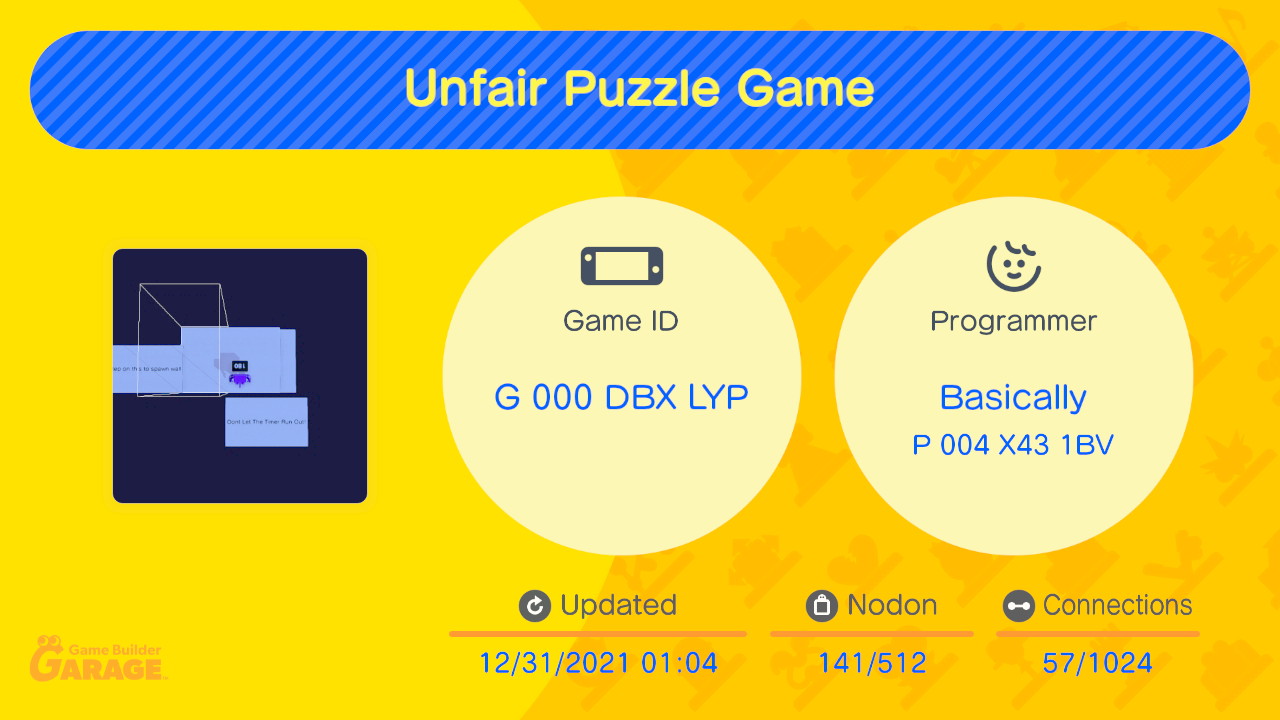 Unfair Puzzle Game
180
ep on this to spawn wall
Dont Let The Timer Run Out!
Game ID
G 000 DBX LYP
Programmer
Basically
P 004 X43 1BV
Updated
12/31/2021 01:04
Nodon
141/512
Connections
57/1024
Game Builder
GARAGE